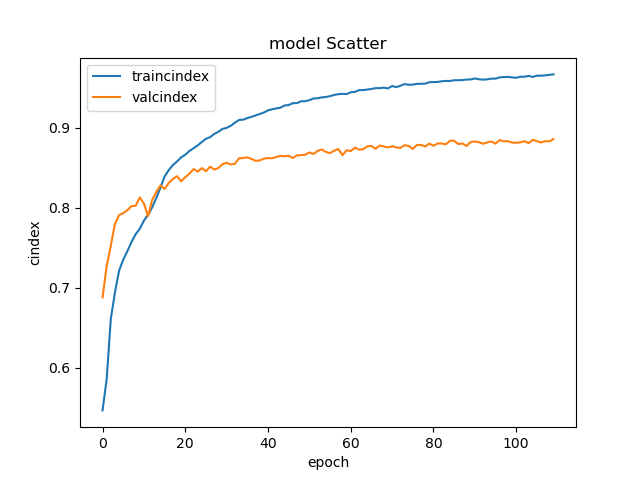 model Scatter
traincindex
valcindex
0.9
0.8
0.7
0.6
cindex
0 20 40 60 80 100
epoch